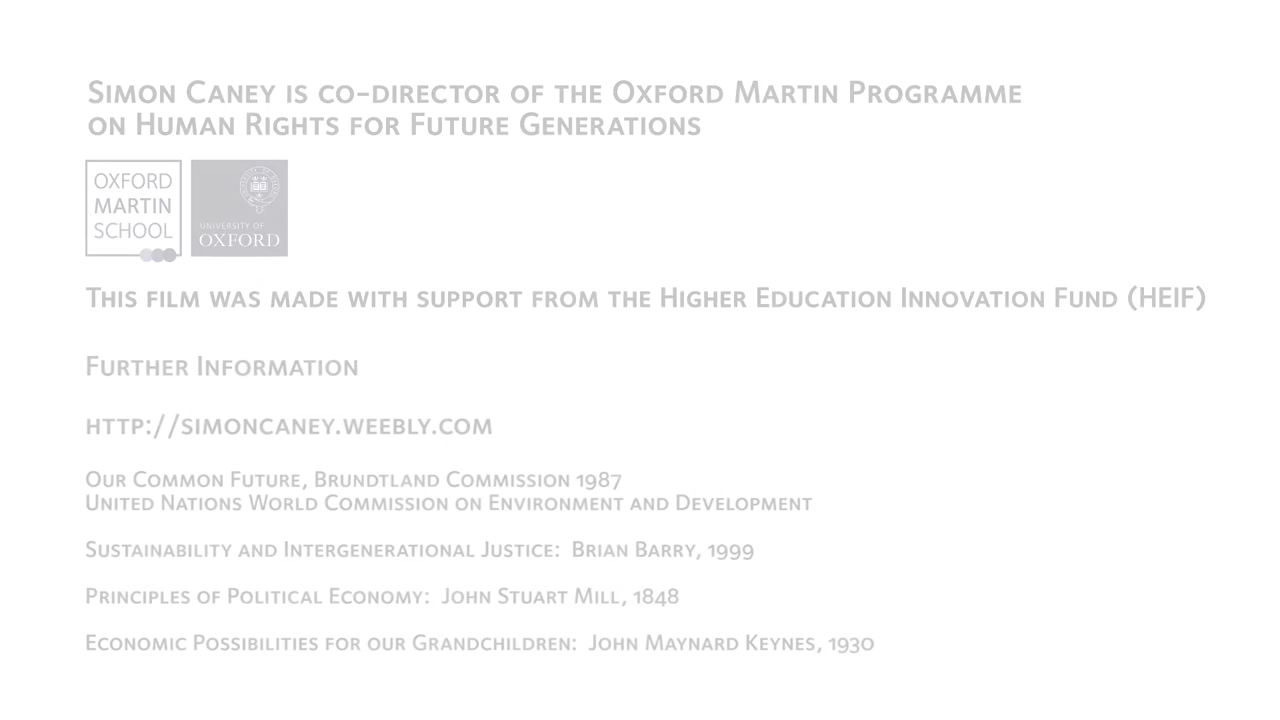 Simon Caney is co-director of the Oxford Martin Programme
on Human Rights for Future Generations
OXFORD
MARTIN
SCHOOL
UNIVERSITY OF
OXFORD
This film was made with support from the Higher Education Innovation Fund (HEIF)
Further Information
http://simoncaney.weebly.com
Our Common Future, Brundtland Commission 1987
United Nations World Commission on Environment and Development
Sustainability and Intergenerational Justice: Brian Barry, 1999
Principles of Political Economy: John Stuart Mill, 1848
Economic Possibilities for our Grandchildren: John Maynard Keynes, 1930